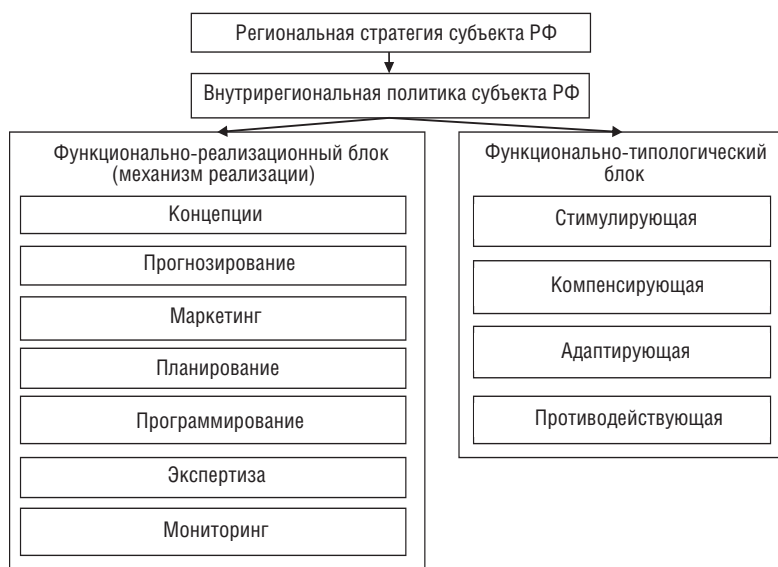 Региональная стратегия субъекта РФ
Внутрирегиональная политика субъекта РФ
Функционально-реализационный блок
(механизм реализации)
Концепции
Прогнозирование
Маркетинг
Планирование
Программирование
Экспертиза
Мониторинг
Функционально-типологический
блок
Стимулирующая
Компенсирующая
Адаптирующая
Противодействующая